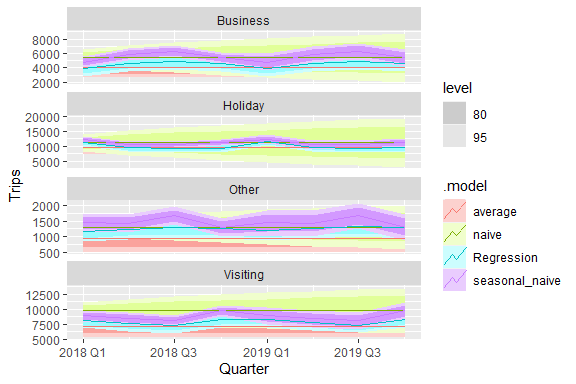 Business
8000
6000
4000
2000
Holiday
20000
15000
10000
5000
Other
2000
1500
1000
500
Visiting
12500
10000
7500
5000
2018 Q1
2018 Q3
2019 Q1
2019 Q3
Quarter
Trips
level
80
95
.model
average
naive
Regression
seasonal_naive